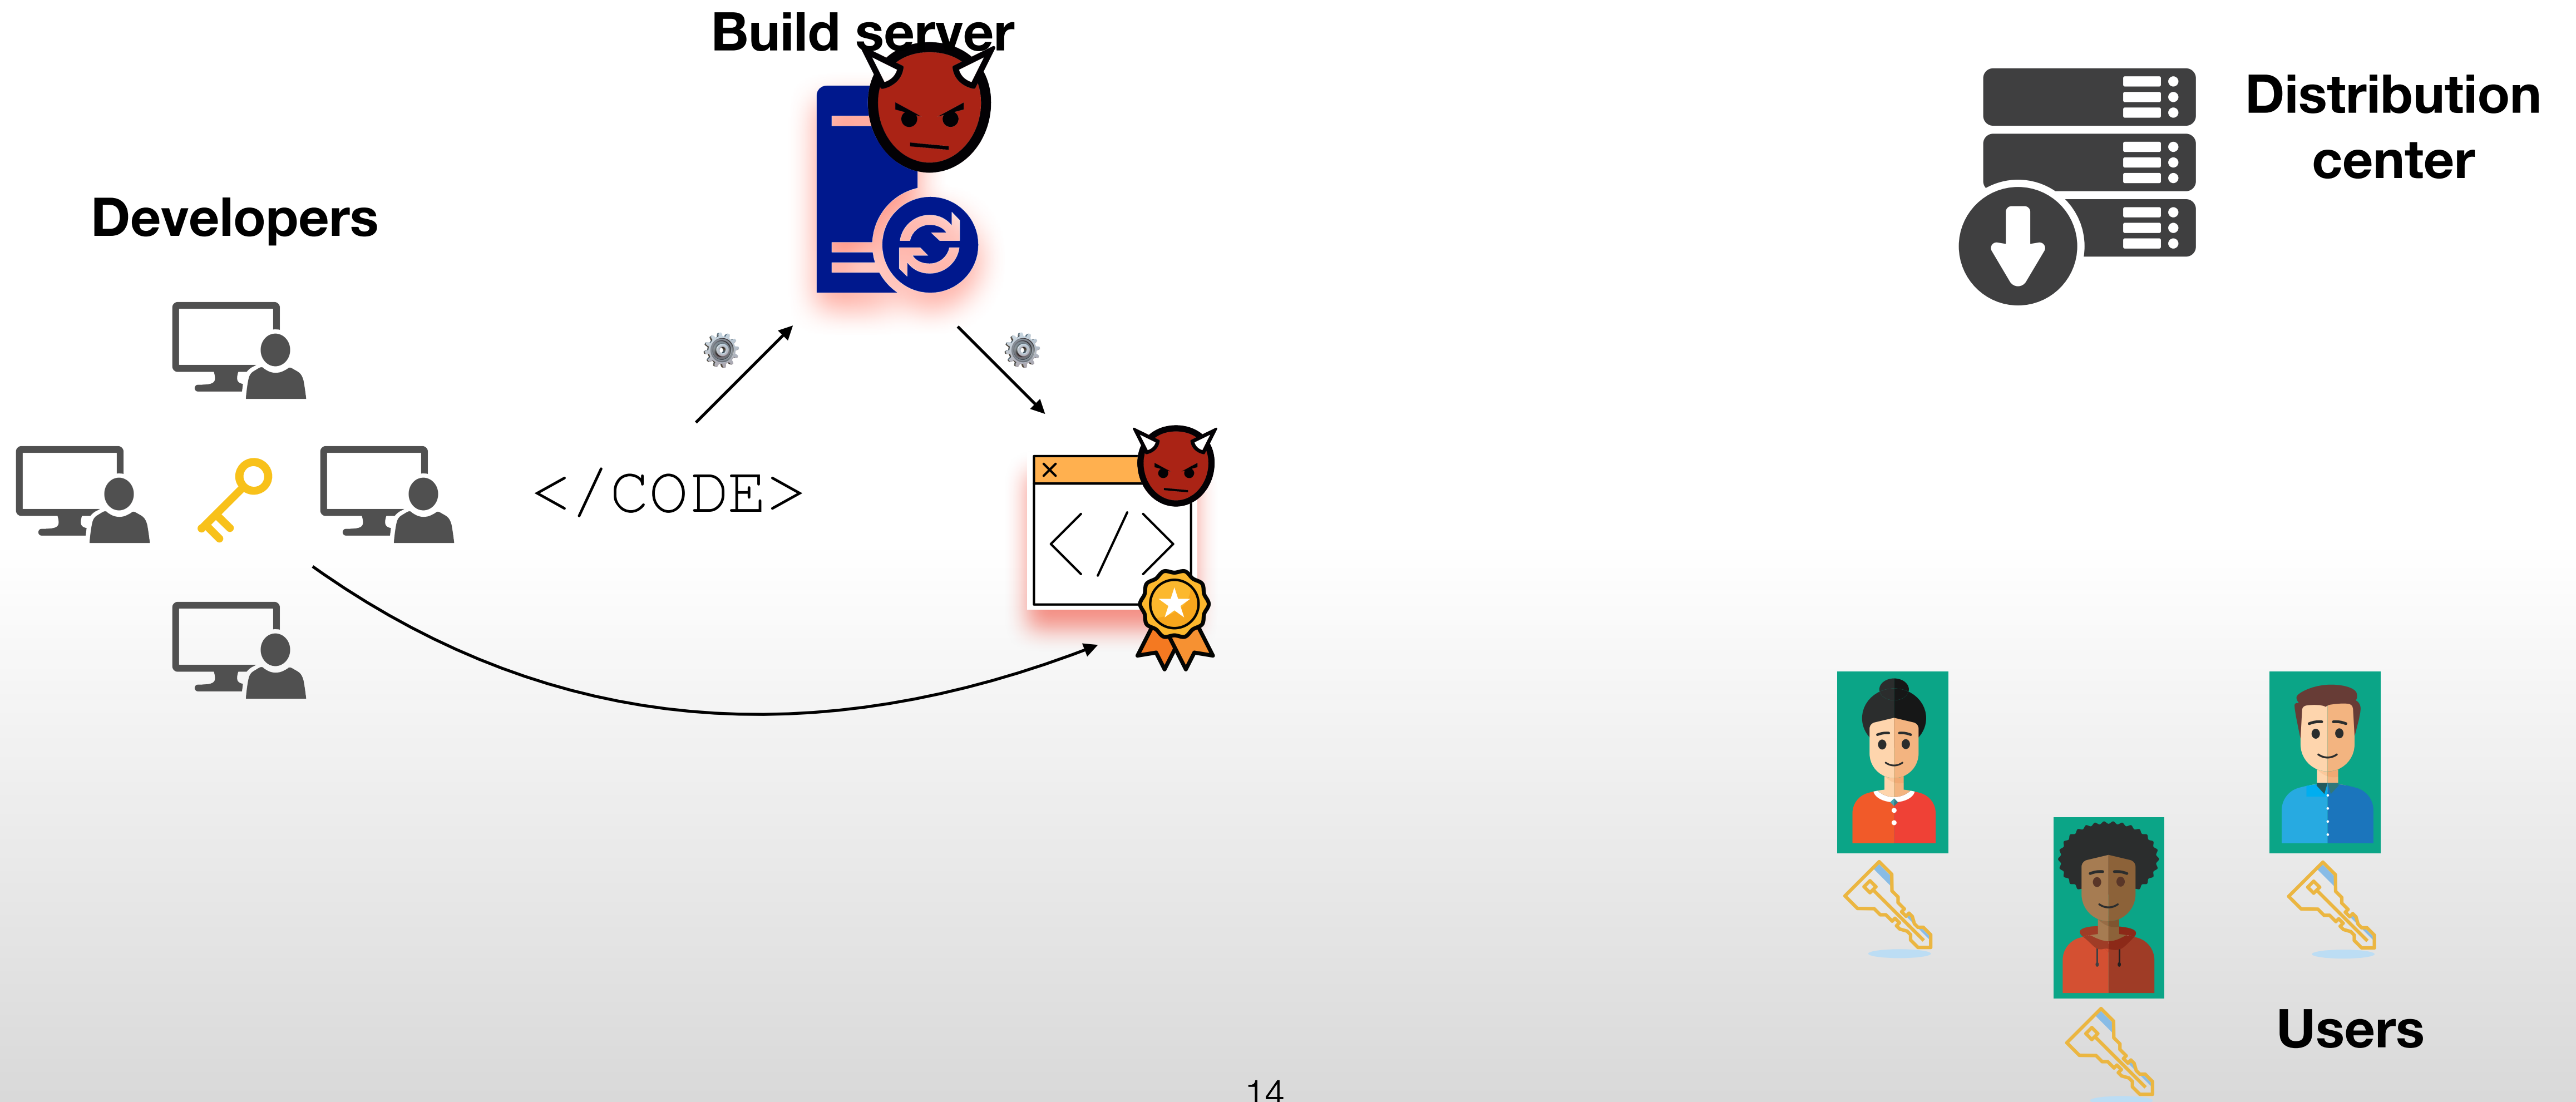 Build server
Distribution
center
Developers
</CODE>
</>
Users
14